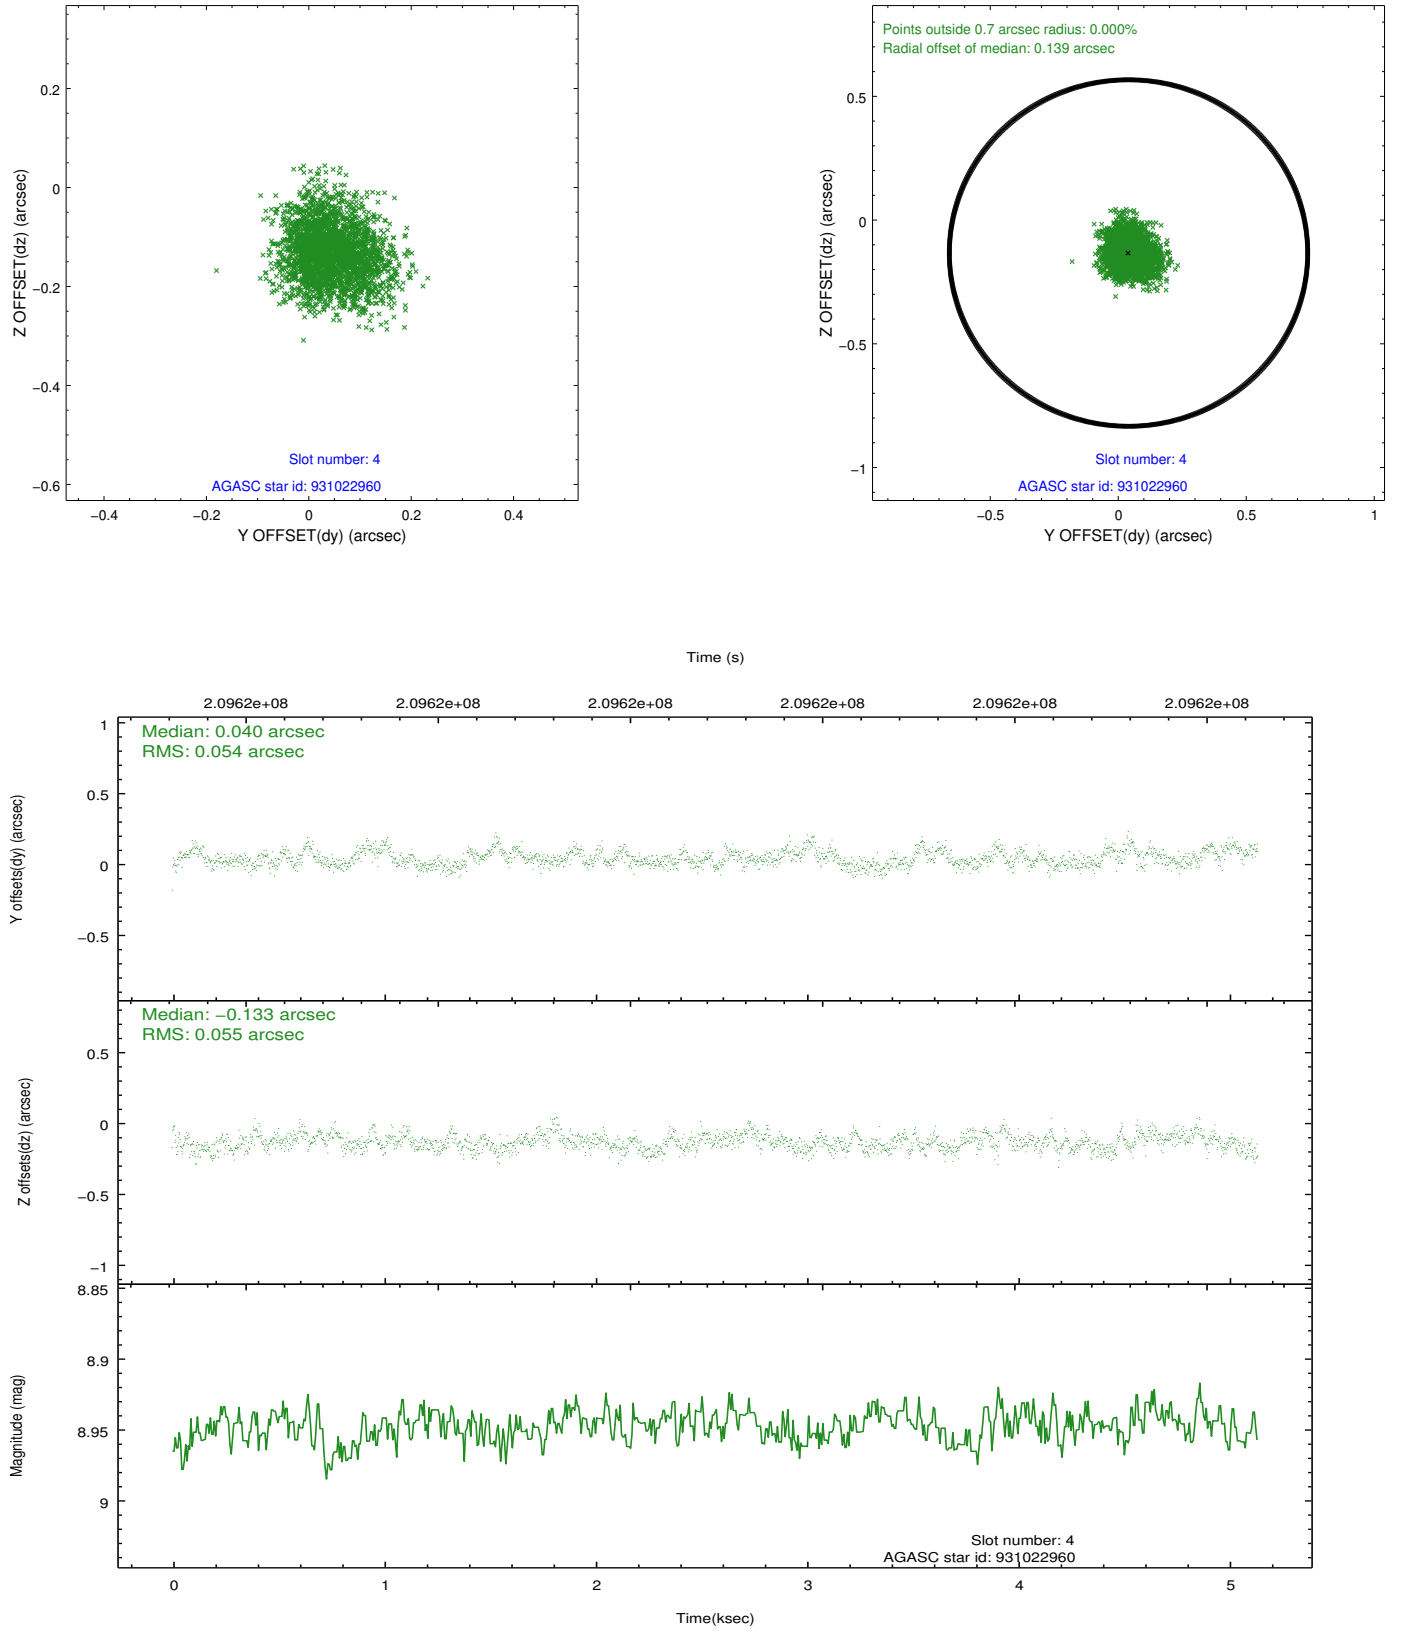 0.2
0
−0.2
−0.4
−0.6
Z OFFSET(dz) (arcsec)
Slot number: 4
AGASC star id: 931022960
−0.4 −0.2 0 0.2 0.4
Y OFFSET(dy) (arcsec)
Points outside 0.7 arcsec radius: 0.000%
Radial offset of median: 0.139 arcsec
0.5
0
−0.5
−1
Z OFFSET(dz) (arcsec)
Slot number: 4
AGASC star id: 931022960
−0.5 0 0.5 1
Y OFFSET(dy) (arcsec)
Time (s)
2.0962e+08 2.0962e+08 2.0962e+08 2.0962e+08 2.0962e+08 2.0962e+08
Median: 0.040 arcsec
RMS: 0.054 arcsec
1
0.5
0
−0.5
Y offsets(dy) (arcsec)
Median: −0.133 arcsec
RMS: 0.055 arcsec
0.5
0
−0.5
−1
Z offsets(dz) (arcsec)
8.85
8.9
8.95
9
Magnitude (mag)
Slot number: 4
AGASC star id: 931022960
0 1 2 3 4 5
Time(ksec)